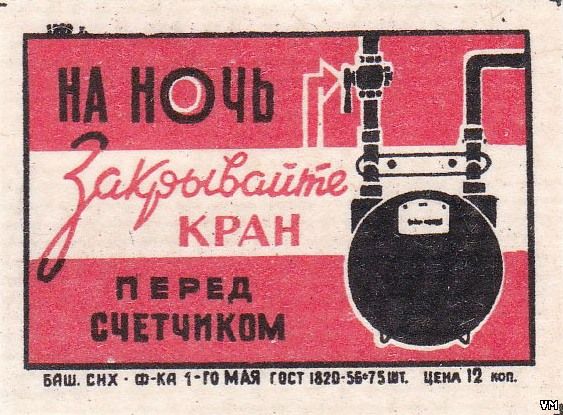 НА НОЧЬ
Закрывайте
КРАН
ПЕРЕД
СЧЕТЧИКОМ
БАШ. СНХ · Ф-КА 1-ГО МАЯ ГОСТ 1820-56·75 ШТ. ЦЕНА 12 КОП.
VM